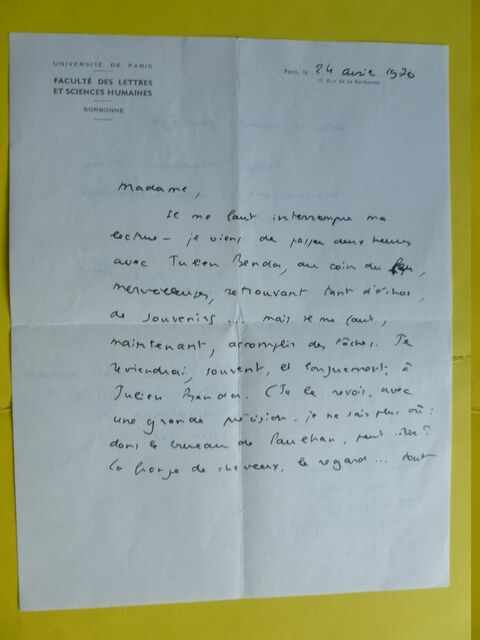 UNIVERSITÉ DE PARIS
FACULTÉ DES LETTRES
ET SCIENCES HUMAINES
SORBONNE
Paris, le 24 avril 1970
17, Rue de la Sorbonne
Madame,
Il me faut interrompre ma
lecture – je viens de passer deux heures
avec Julien Benda, au coin du feu,
merveilleuses, retrouvant tant d'échos,
de souvenirs... mais il me faut,
maintenant, accomplir des tâches. Je
reviendrai, souvent, et longuement, à
Julien Benda. (Je le revois, avec
une grande précision, je ne sais plus où :
dans le bureau de Paulhan, peut-être ?
la frange de cheveux, le regard... tout